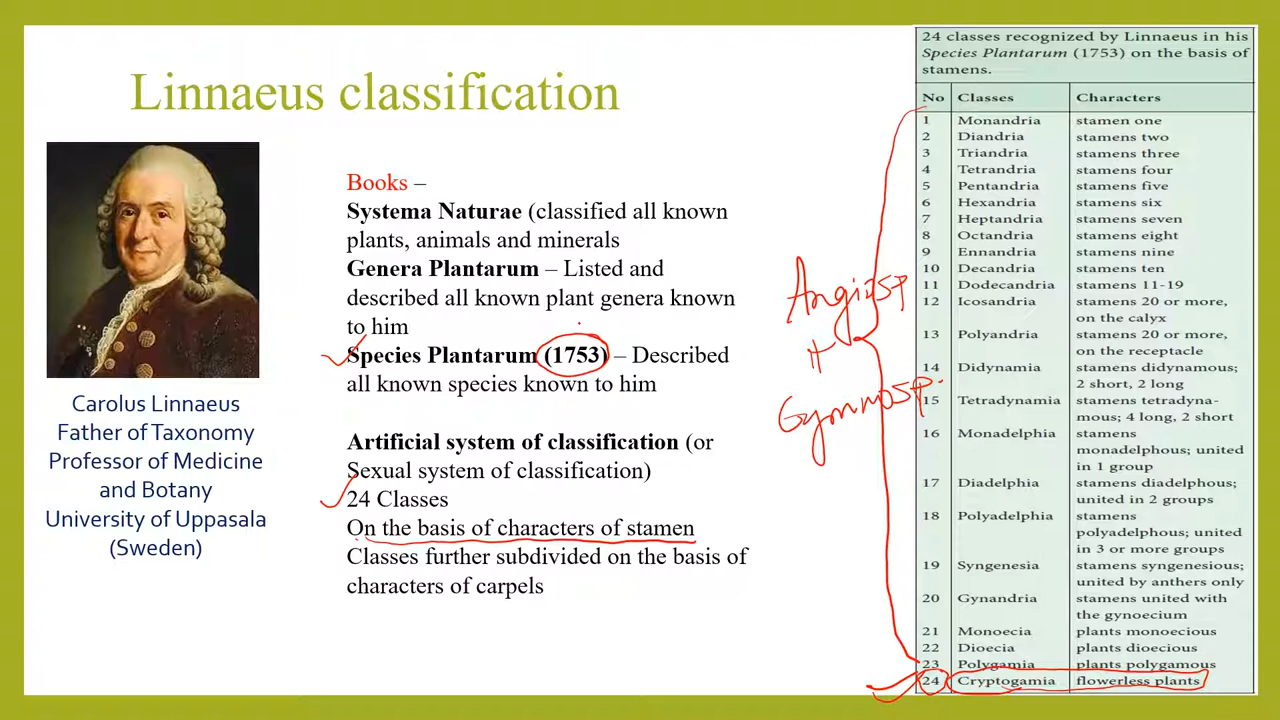 Linnaeus classification
Carolus Linnaeus
Father of Taxonomy
Professor of Medicine
and Botany
University of Uppasala
(Sweden)
Books –
Systema Naturae (classified all known
plants, animals and minerals
Genera Plantarum – Listed and
described all known plant genera known
to him
Species Plantarum (1753) – Described
all known species known to him
Artificial system of classification (or
Sexual system of classification)
24 Classes
On the basis of characters of stamen
Classes further subdivided on the basis of
characters of carpels
Angiosp
+
Gymnosp.
24 classes recognized by Linnaeus in his
Species Plantarum (1753) on the basis of
stamens.
No Classes Characters
1 Monandria stamen one
2 Diandria stamens two
3 Triandria stamens three
4 Tetrandria stamens four
5 Pentandria stamens five
6 Hexandria stamens six
7 Heptandria stamens seven
8 Octandria stamens eight
9 Ennandria stamens nine
10 Decandria stamens ten
11 Dodecandria stamens 11-19
12 Icosandria stamens 20 or more,
on the calyx
13 Polyandria stamens 20 or more,
on the receptacle
14 Didynamia stamens didynamous;
2 short, 2 long
15 Tetradynamia stamens tetradyna-
mous; 4 long, 2 short
16 Monadelphia stamens
monadelphous; united
in 1 group
17 Diadelphia stamens diadelphous;
united in 2 groups
18 Polyadelphia stamens
polyadelphous; united
in 3 or more groups
19 Syngenesia stamens syngenesious;
united by anthers only
20 Gynandria stamens united with
the gynoecium
21 Monoecia plants monoecious
22 Dioecia plants dioecious
23 Polygamia plants polygamous
24 Cryptogamia flowerless plants